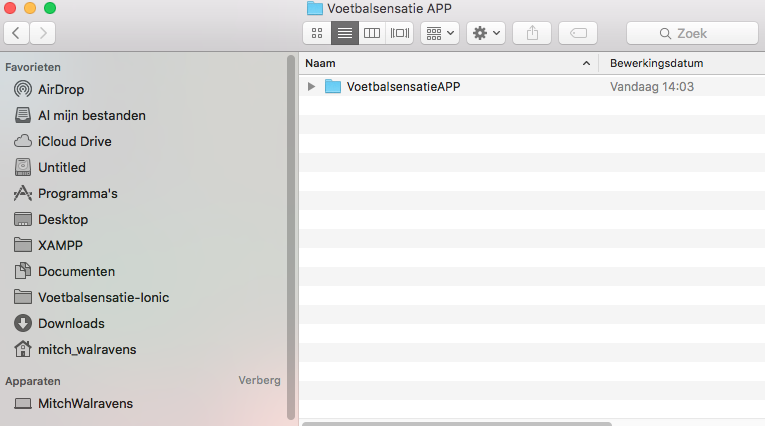 Voetbalsensatie APP
Zoek
Favorieten
AirDrop
Al mijn bestanden
iCloud Drive
Untitled
Programma's
Desktop
XAMPP
Documenten
Voetbalsensatie-Ionic
Downloads
mitch_walravens
Apparaten Verberg
MitchWalravens
Naam Bewerkingsdatum
VoetbalsensatieAPP Vandaag 14:03